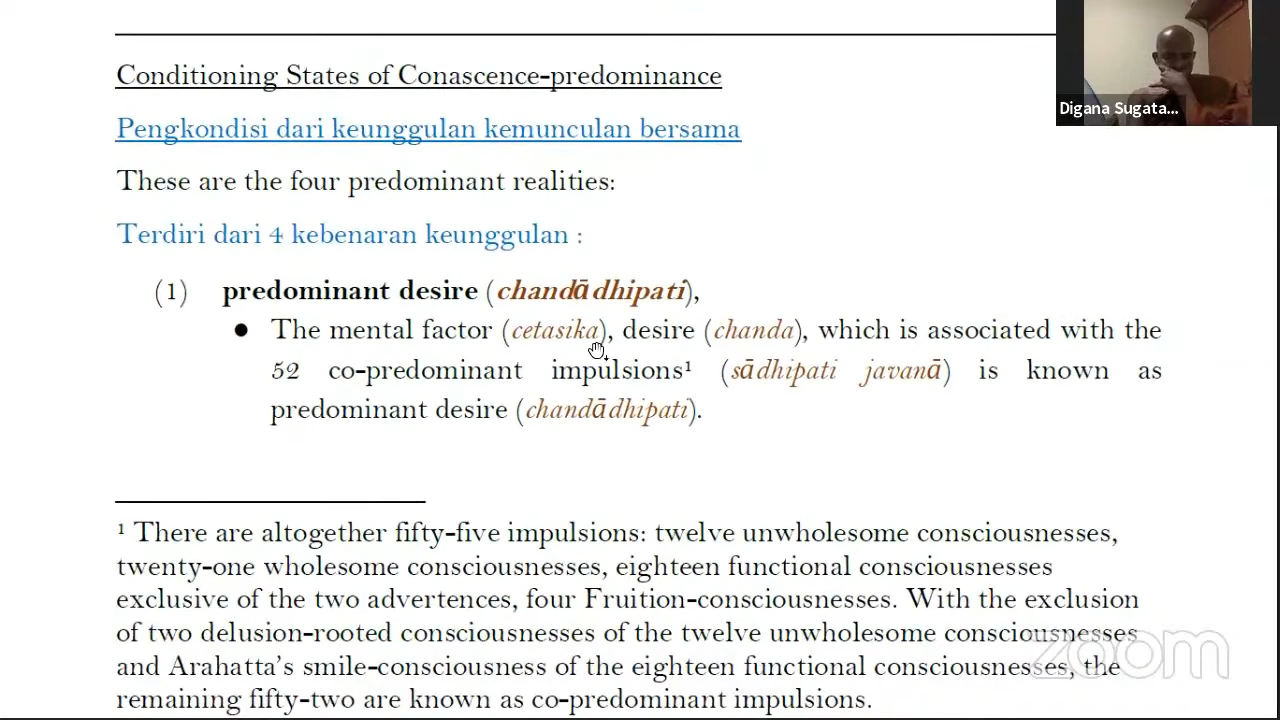 Conditioning States of Conascence-predominance
Digana Sugata...
Pengkondisi dari keunggulan kemunculan bersama
These are the four predominant realities:
Terdiri dari 4 kebenaran keunggulan :
(1) predominant desire (chandādhipati),
● The mental factor (cetasika), desire (chanda), which is associated with the
52 co-predominant impulsions¹ (sādhipati javanā) is known as
predominant desire (chandādhipati).
¹ There are altogether fifty-five impulsions: twelve unwholesome consciousnesses,
twenty-one wholesome consciousnesses, eighteen functional consciousnesses
exclusive of the two advertences, four Fruition-consciousnesses. With the exclusion
of two delusion-rooted consciousnesses of the twelve unwholesome consciousnesses
and Arahatta's smile-consciousness of the eighteen functional consciousnesses, the
remaining fifty-two are known as co-predominant impulsions.
zoom